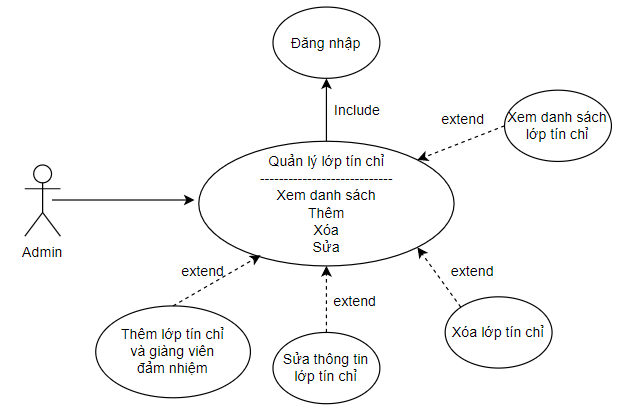 Đăng nhập
Include
extend
Xem danh sách
lớp tín chỉ
Quản lý lớp tín chỉ
------------------------------
Xem danh sách
Thêm
Xóa
Sửa
Admin
extend
extend
extend
Thêm lớp tín chỉ
và giảng viên
đảm nhiệm
Sửa thông tin
lớp tín chỉ
Xóa lớp tín chỉ